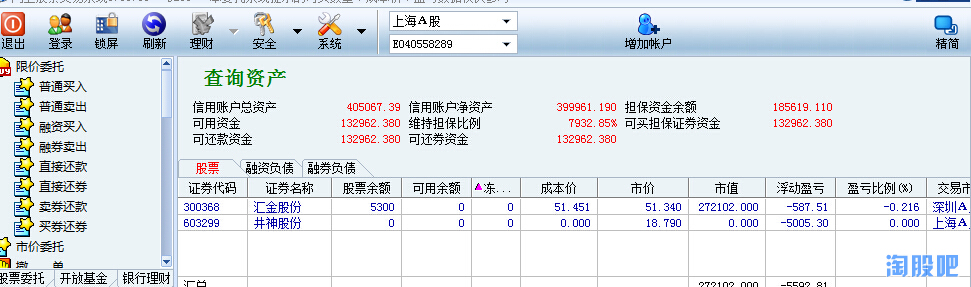 退出 登录 锁屏 刷新 理财 安全 系统 上海A股 E040558289 增加帐户 精简
限价委托
普通买入
普通卖出
融资买入
融券卖出
直接还款
直接还券
卖券还款
买券还券
市价委托
撤 单
股票委托 开放基金 银行理财
查询资产
信用账户总资产 405067.39 信用账户净资产 399961.190 担保资金余额 185619.110
可用资金 132962.380 维持担保比例 7932.85% 可买担保证券资金 132962.380
可还款资金 132962.380 可还券资金 132962.380
股票 融资负债 融券负债
证券代码 证券名称 股票余额 可用余额 冻... 成本价 市价 市值 浮动盈亏 盈亏比例(%) 交易市
300368 汇金股份 5300 0 0 51.451 51.340 272102.000 -587.51 -0.216 深圳A
603299 井神股份 0 0 0 0.000 18.790 0.000 -5005.30 0.000 上海A股
汇总 272102.000 -5592.81
淘股吧